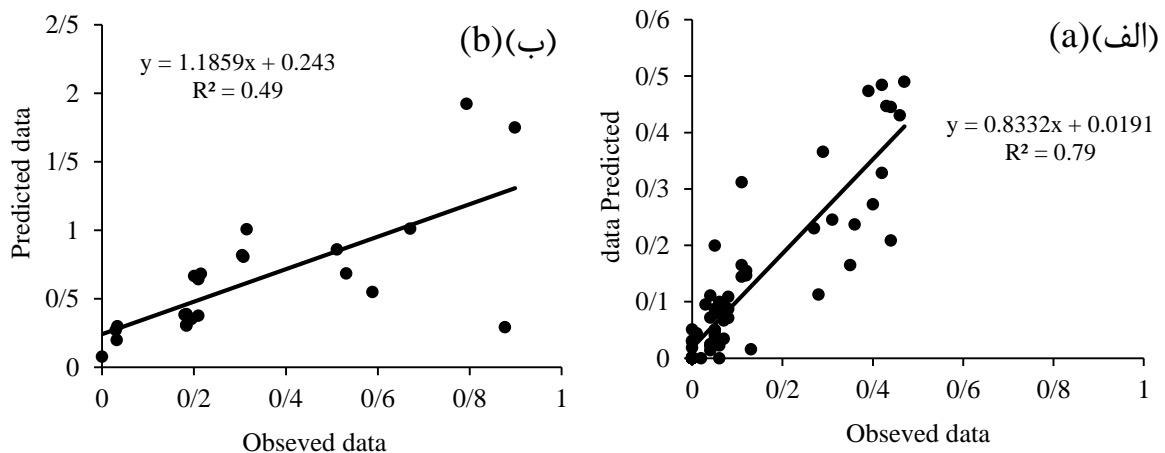 (ب)(b)
y = 1.1859x + 0.243
R² = 0.49
Predicted data
2/5
2
1/5
1
0/5
0
0 0/2 0/4 0/6 0/8 1
Obseved data
(الف)(a)
y = 0.8332x + 0.0191
R² = 0.79
data Predicted
0/6
0/5
0/4
0/3
0/2
0/1
0
0 0/2 0/4 0/6 0/8 1
Obseved data